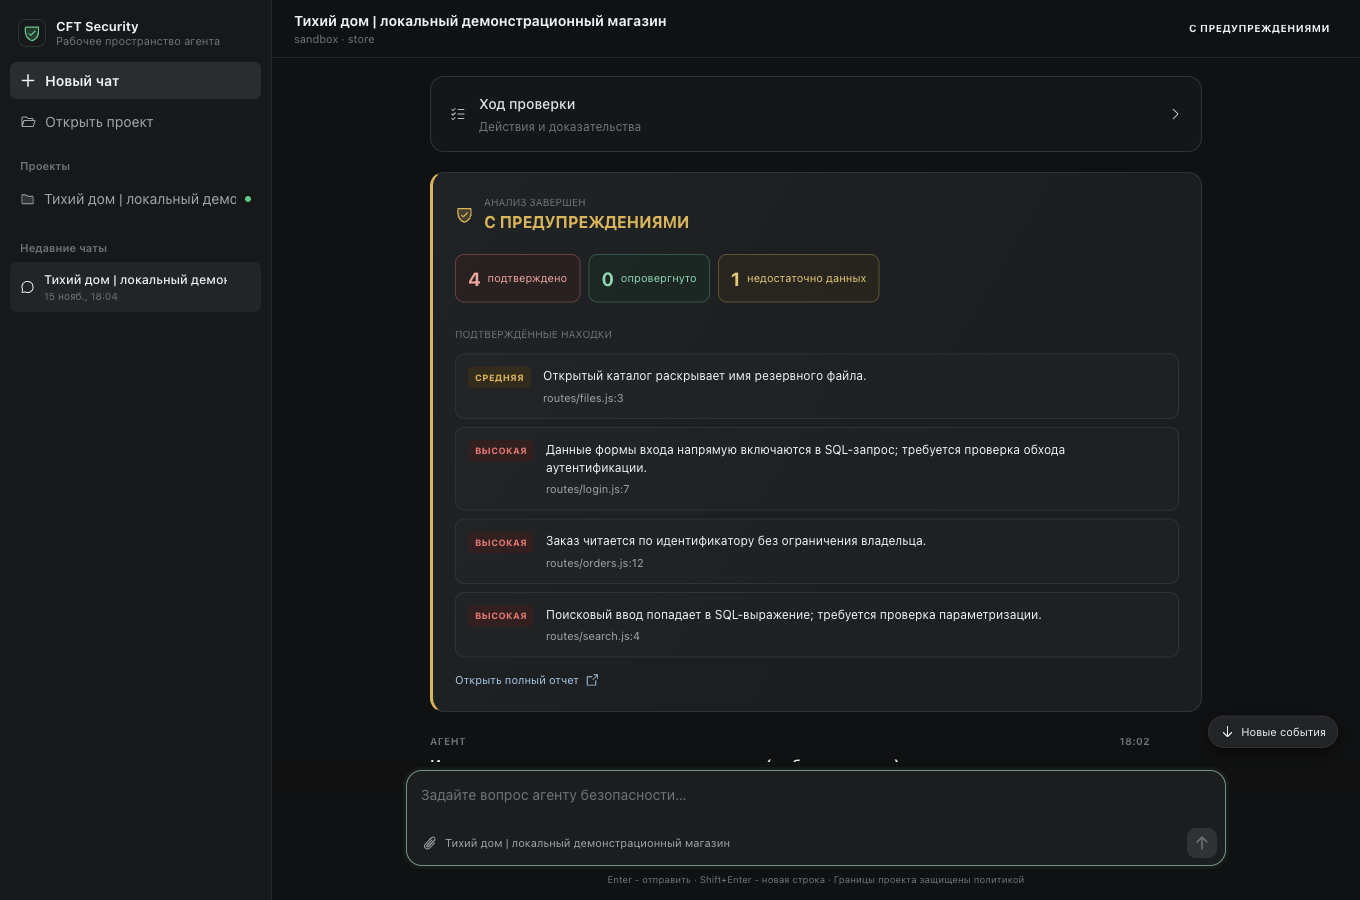 CFT Security
Рабочее пространство агента
Новый чат
Открыть проект
Проекты
Тихий дом | локальный демо
Недавние чаты
Тихий дом | локальный демон
15 нояб., 18:04
Тихий дом | локальный демонстрационный магазин
sandbox · store
С ПРЕДУПРЕЖДЕНИЯМИ
Ход проверки
Действия и доказательства
АНАЛИЗ ЗАВЕРШЕН
С ПРЕДУПРЕЖДЕНИЯМИ
4 подтверждено
0 опровергнуто
1 недостаточно данных
ПОДТВЕРЖДЁННЫЕ НАХОДКИ
СРЕДНЯЯ
Открытый каталог раскрывает имя резервного файла.
routes/files.js:3
ВЫСОКАЯ
Данные формы входа напрямую включаются в SQL-запрос; требуется проверка обхода
аутентификации.
routes/login.js:7
ВЫСОКАЯ
Заказ читается по идентификатору без ограничения владельца.
routes/orders.js:12
ВЫСОКАЯ
Поисковый ввод попадает в SQL-выражение; требуется проверка параметризации.
routes/search.js:4
Открыть полный отчет
АГЕНТ
18:02
Новые события
Задайте вопрос агенту безопасности...
Тихий дом | локальный демонстрационный магазин
Enter - отправить · Shift+Enter - новая строка · Границы проекта защищены политикой